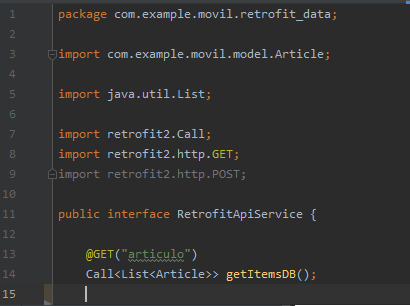 1 package com.example.movil.retrofit_data;
2
3 import com.example.movil.model.Article;
4
5 import java.util.List;
6
7 import retrofit2.Call;
8 import retrofit2.http.GET;
9 import retrofit2.http.POST;
10
11 public interface RetrofitApiService {
12
13 @GET("articulo")
14 Call<List<Article>> getItemsDB();
15